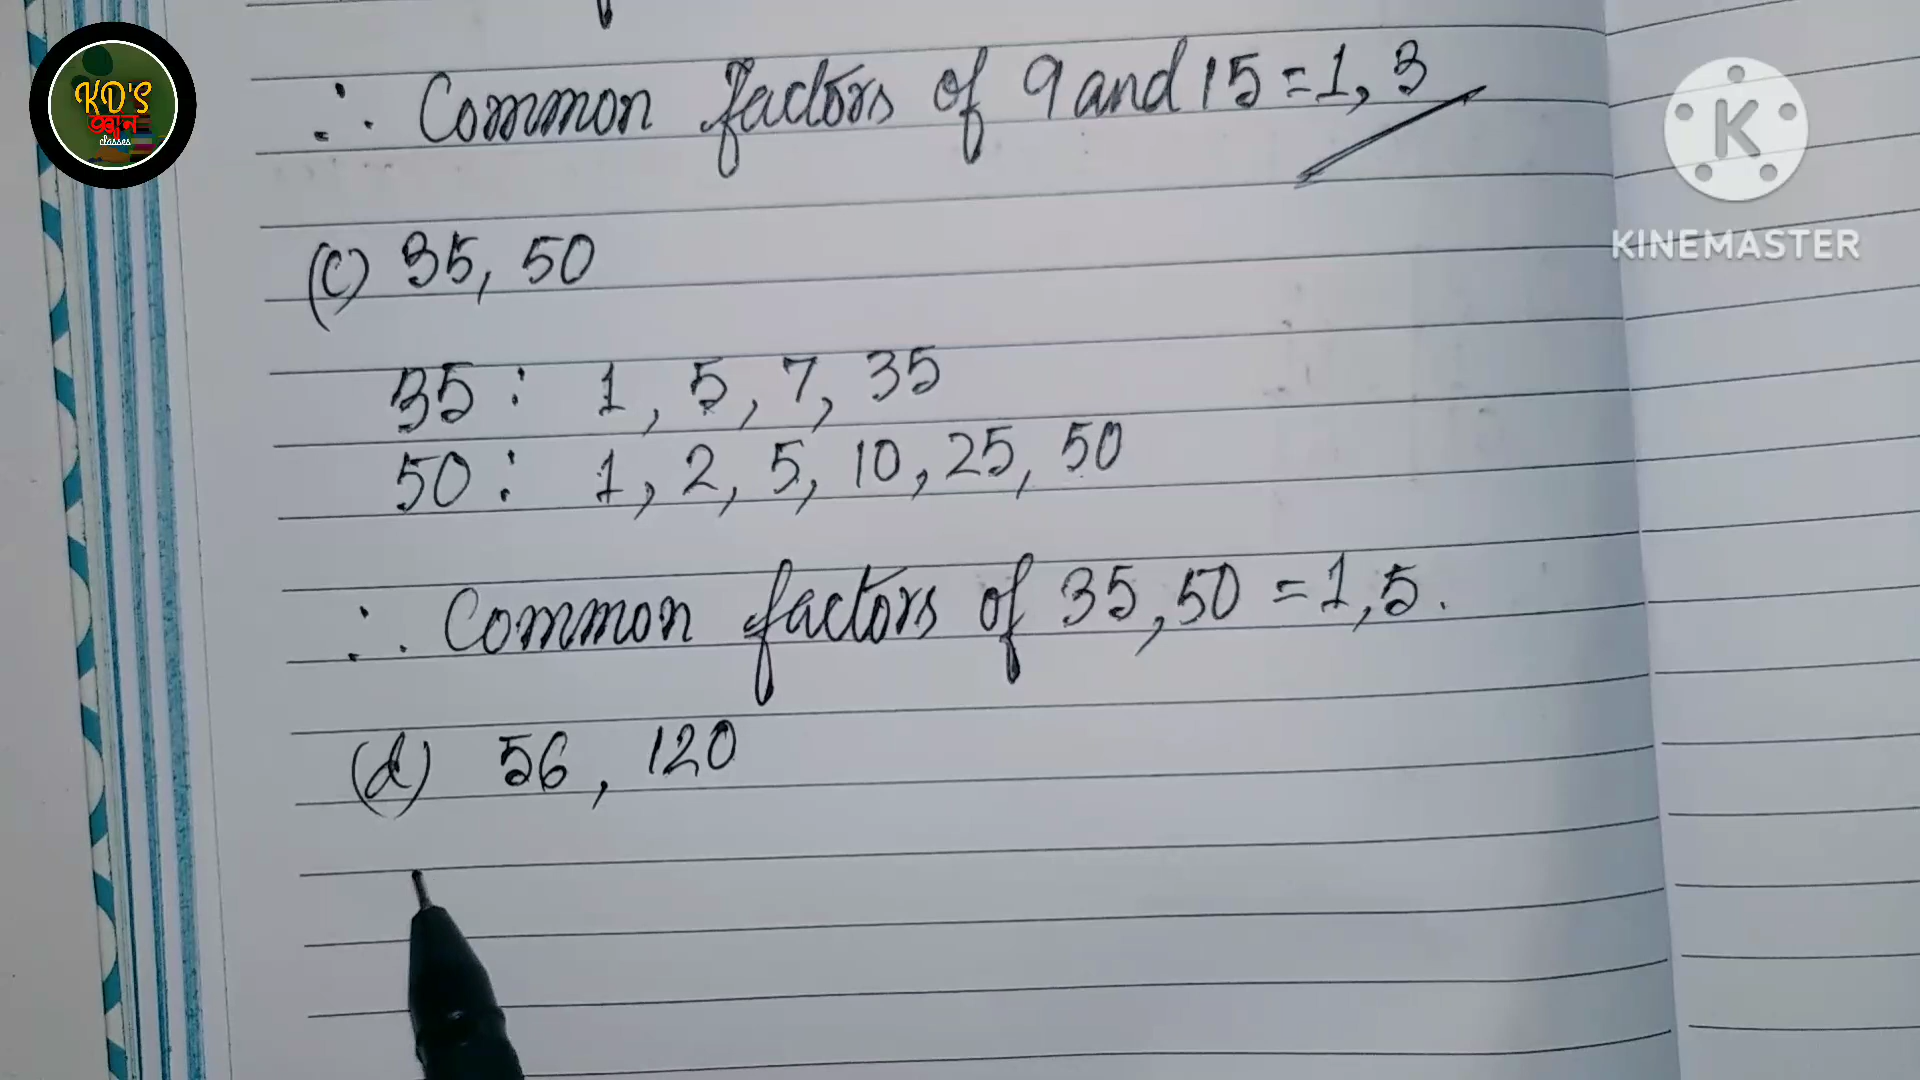 KD'S
জ্ঞান
classes
∴ Common factors of 9 and 15 = 1, 3
K
KINEMASTER
(c) 35, 50
35 : 1, 5, 7, 35
50 : 1, 2, 5, 10, 25, 50
∴ Common factors of 35, 50 = 1, 5.
(d) 56, 120